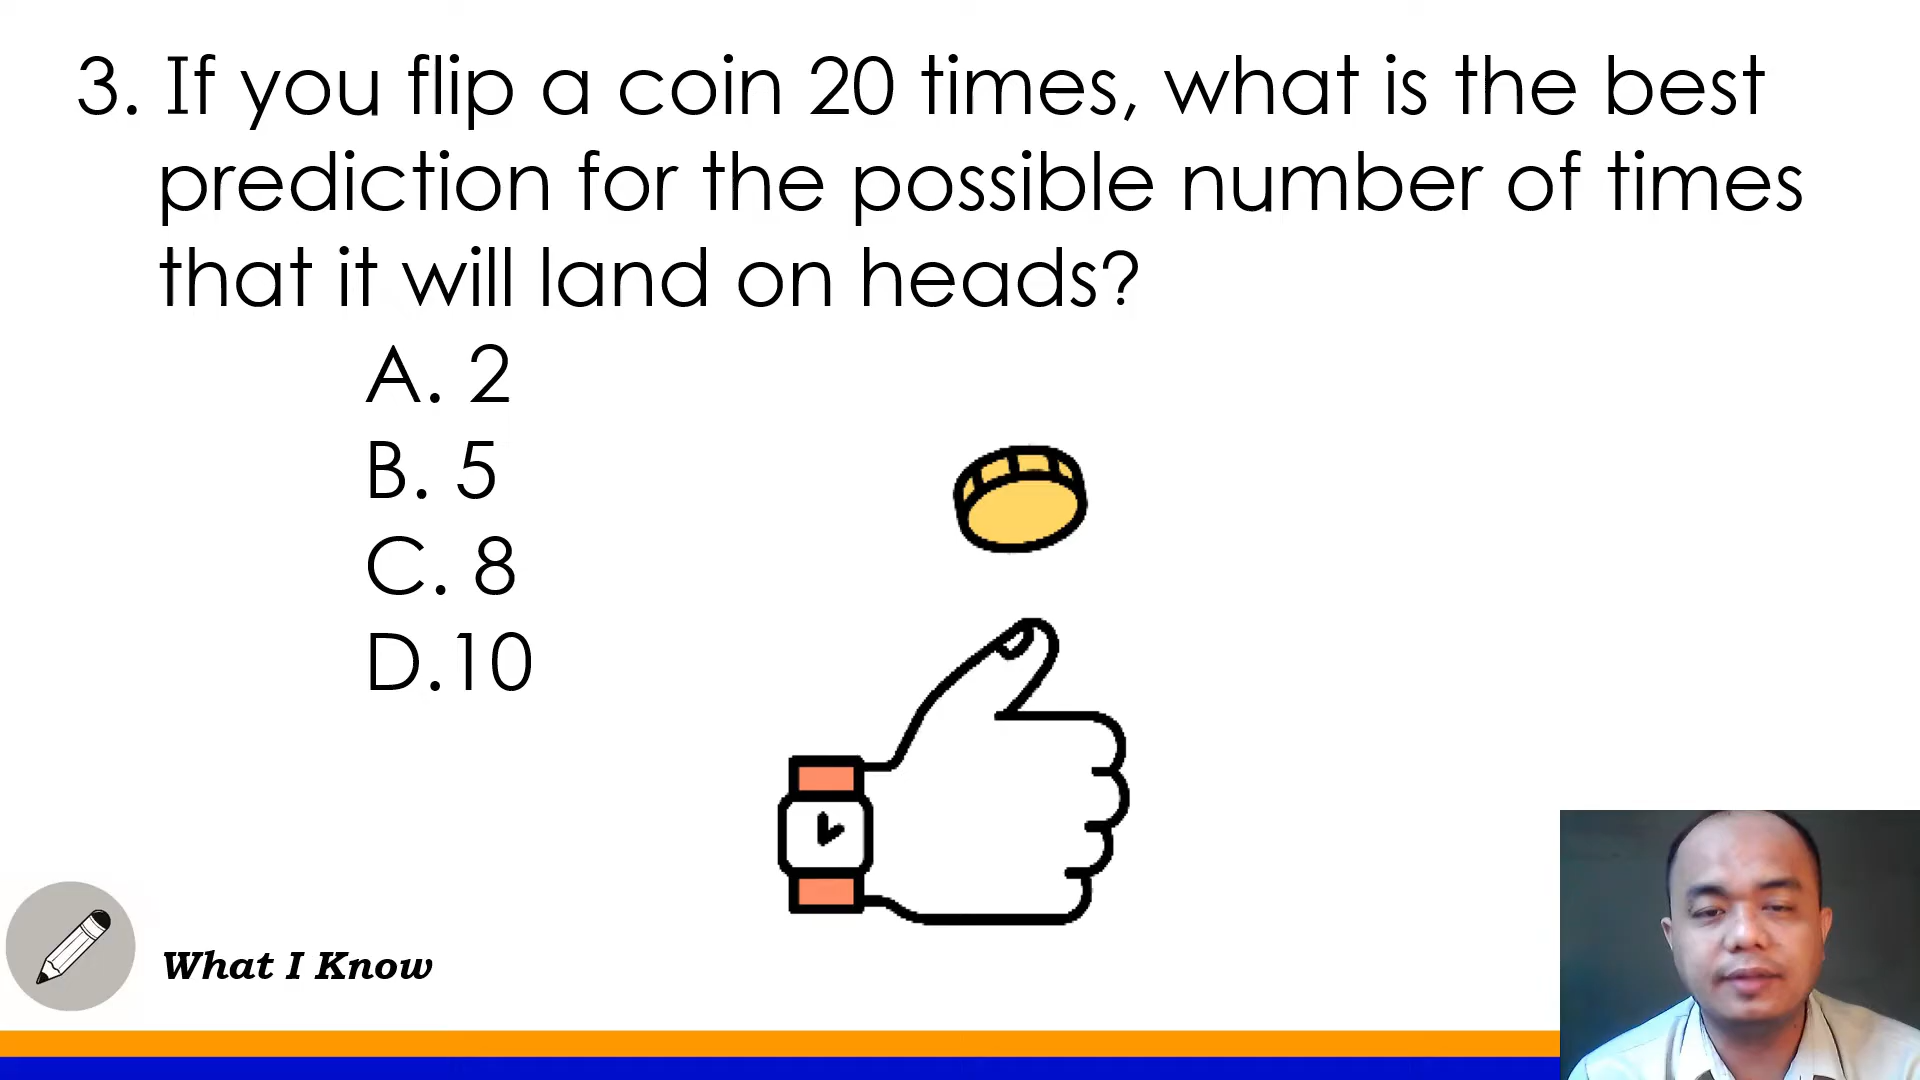 3. If you flip a coin 20 times, what is the best
prediction for the possible number of times
that it will land on heads?
A. 2
B. 5
C. 8
D.10
What I Know